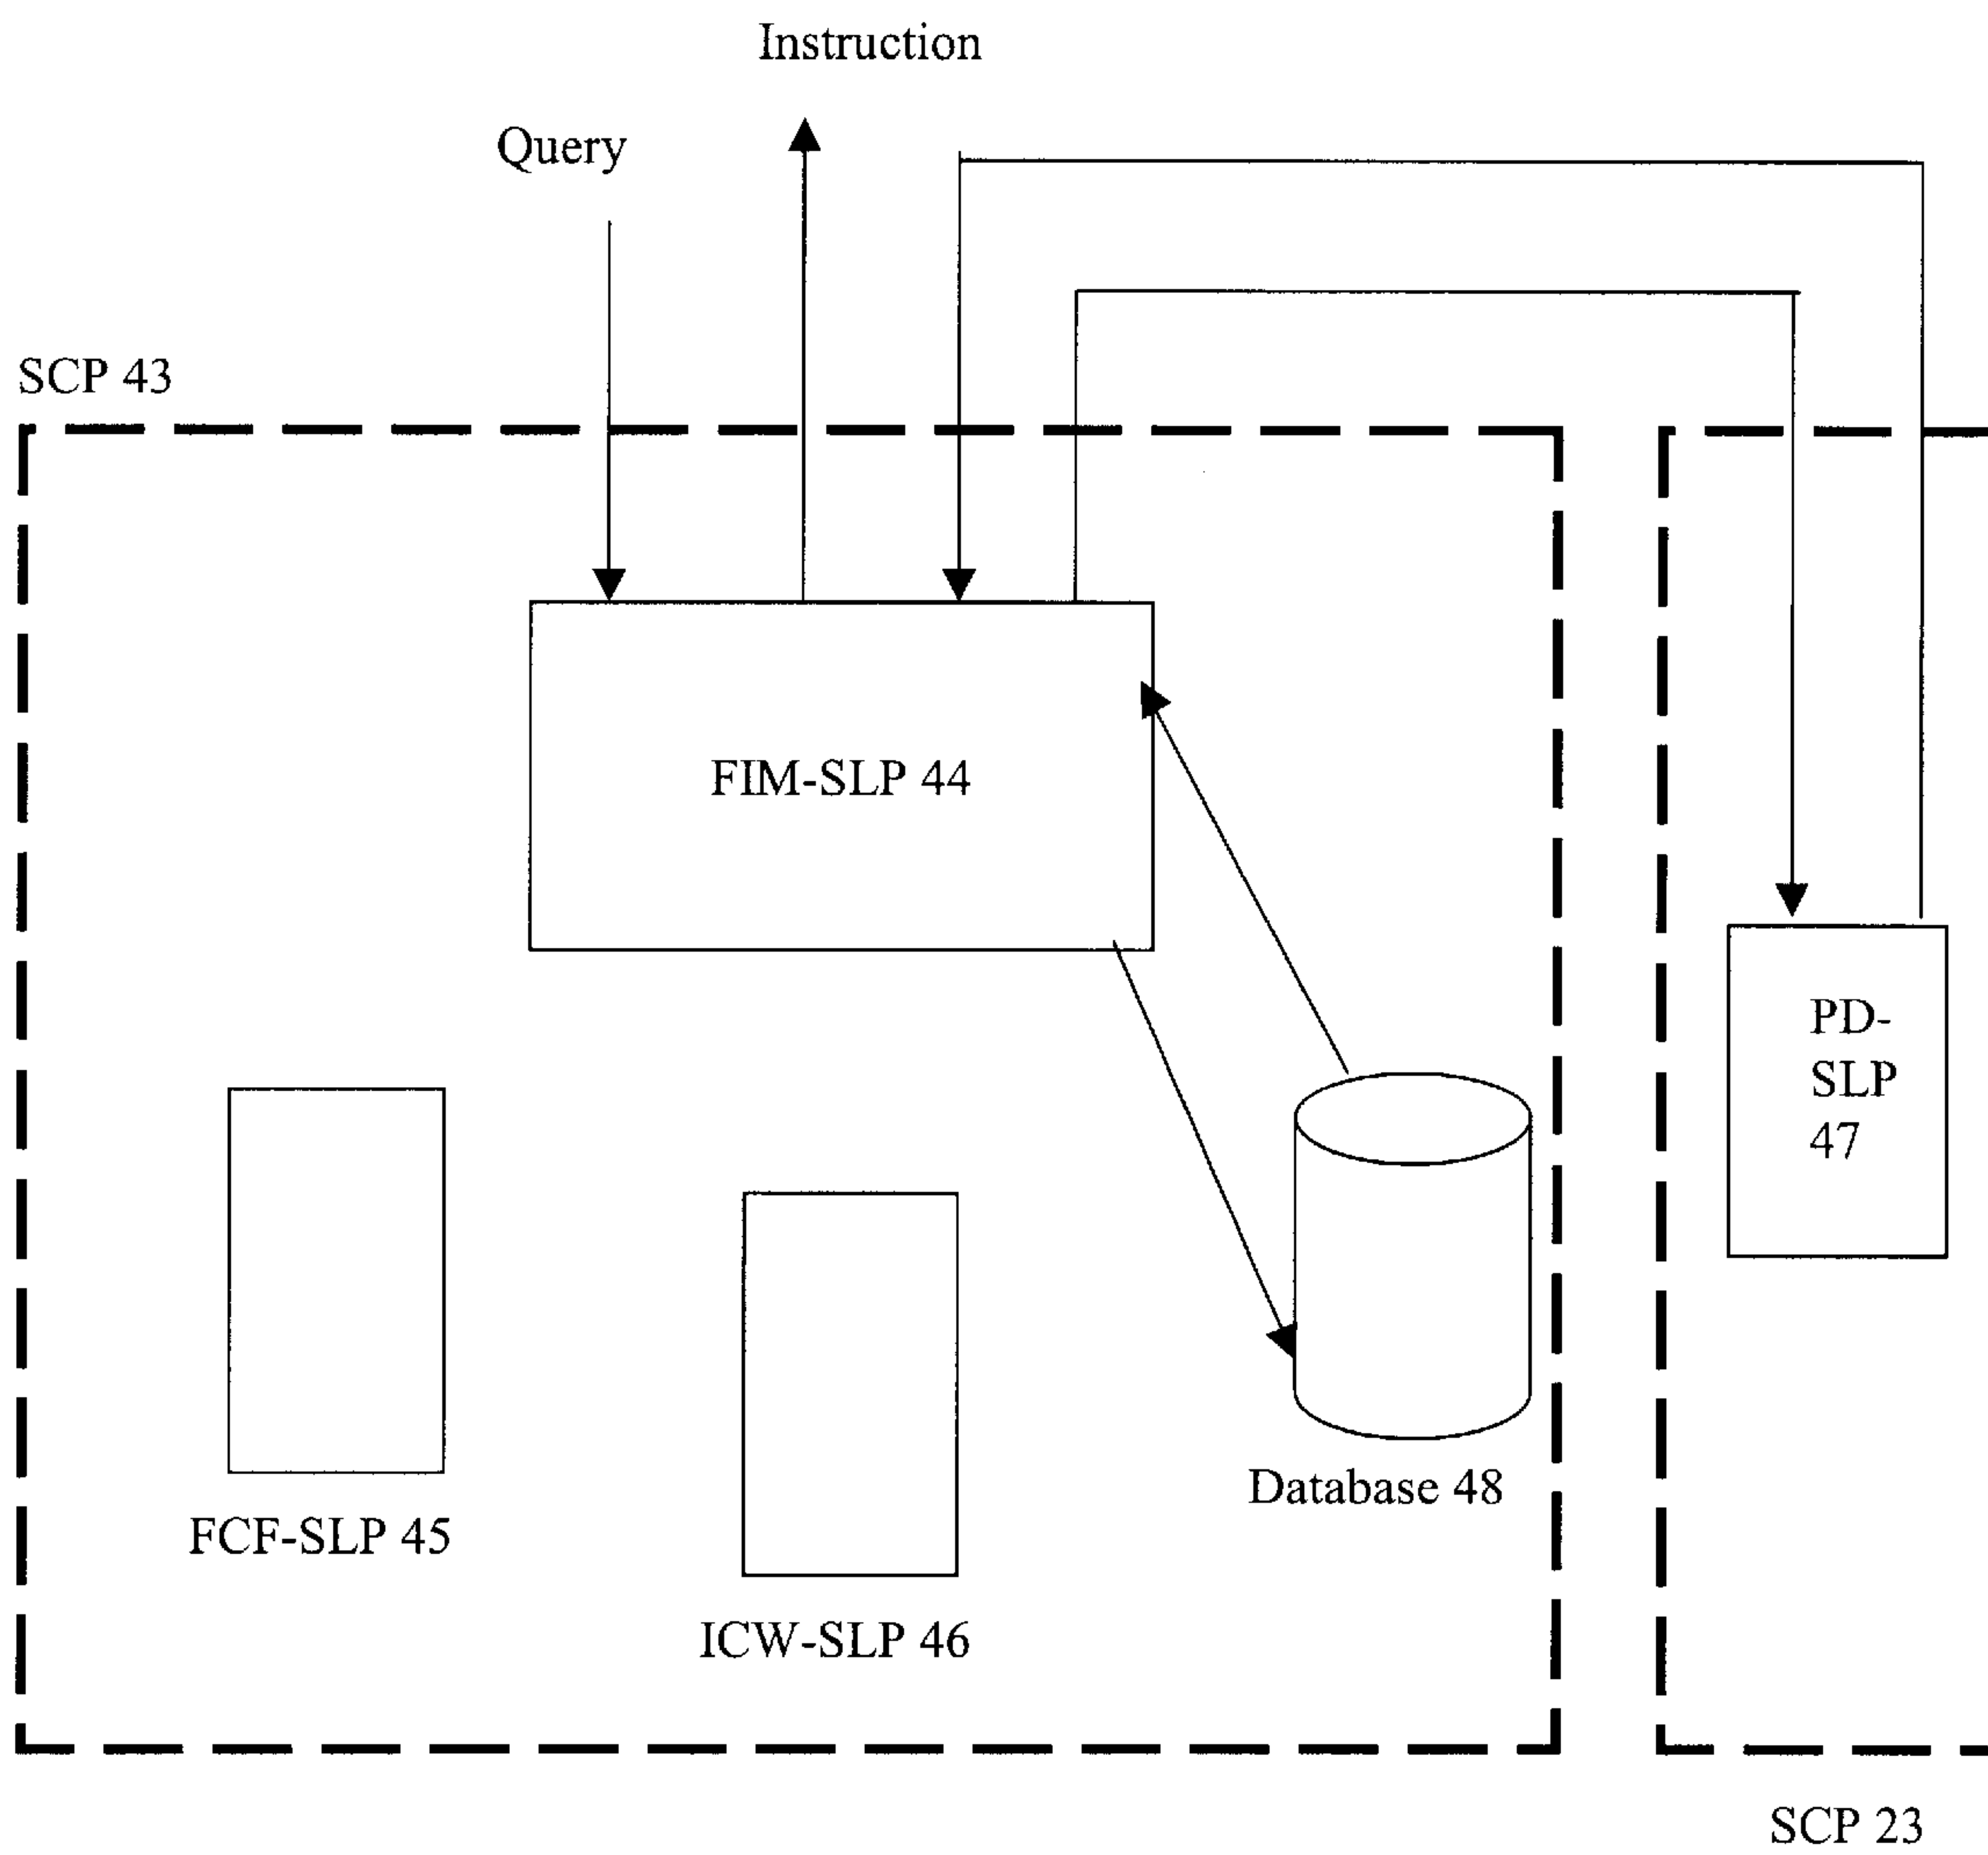 Instruction
Query
SCP 43
FIM-SLP 44
PD-
SLP
47
Database 48
FCF-SLP 45
ICW-SLP 46
SCP 23